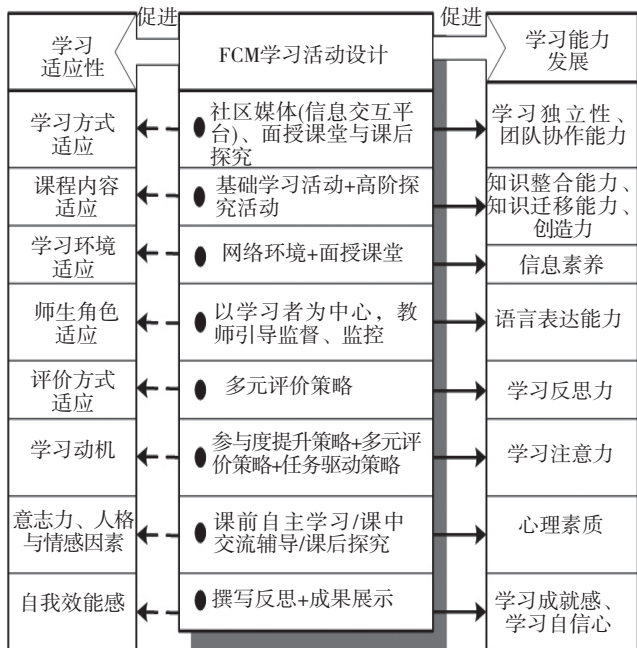 促进
促进
学习
适应性
FCM学习活动设计
学习能力
发展
学习方式
适应
社区媒体(信息交互平
台)、面授课堂与课后
探究
学习独立性、
团队协作能力
课程内容
适应
基础学习活动+高阶探
究活动
知识整合能力、
知识迁移能力、
创造力
学习环境
适应
网络环境+面授课堂
信息素养
师生角色
适应
以学习者为中心，教
师引导监督、监控
语言表达能力
评价方式
适应
多元评价策略
学习反思力
学习动机
参与度提升策略+多元评
价策略+任务驱动策略
学习注意力
意志力、人格
与情感因素
课前自主学习/课中
交流辅导/课后探究
心理素质
自我效能感
撰写反思+成果展示
学习成就感、
学习自信心